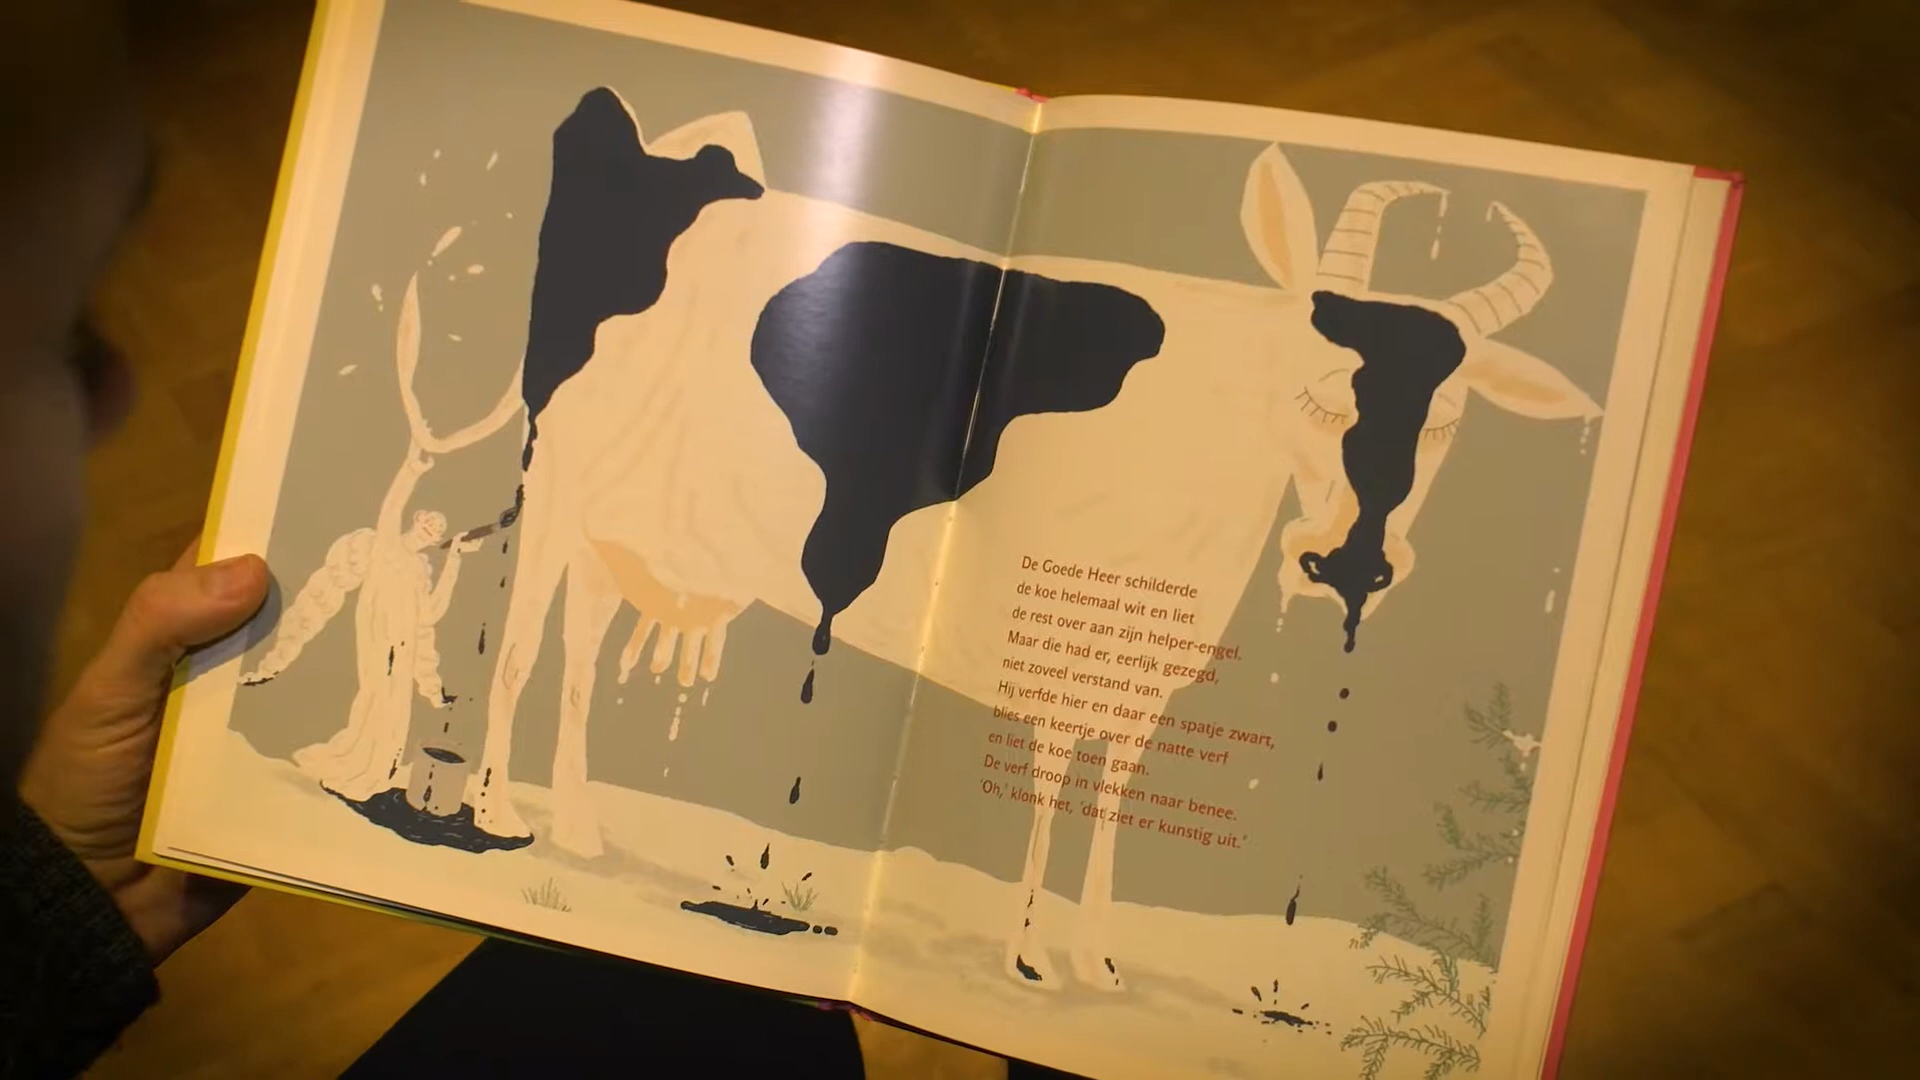 De Goede Heer schilderde
de koe helemaal wit en liet
de rest over aan zijn helper-engel.
Maar die had er, eerlijk gezegd,
niet zoveel verstand van.
Hij verfde hier en daar een spatje zwart,
blies een keertje over de natte verf
en liet de koe toen gaan.
De verf droop in vlekken naar benee.
'Oh,' klonk het, 'dat ziet er kunstig uit.'